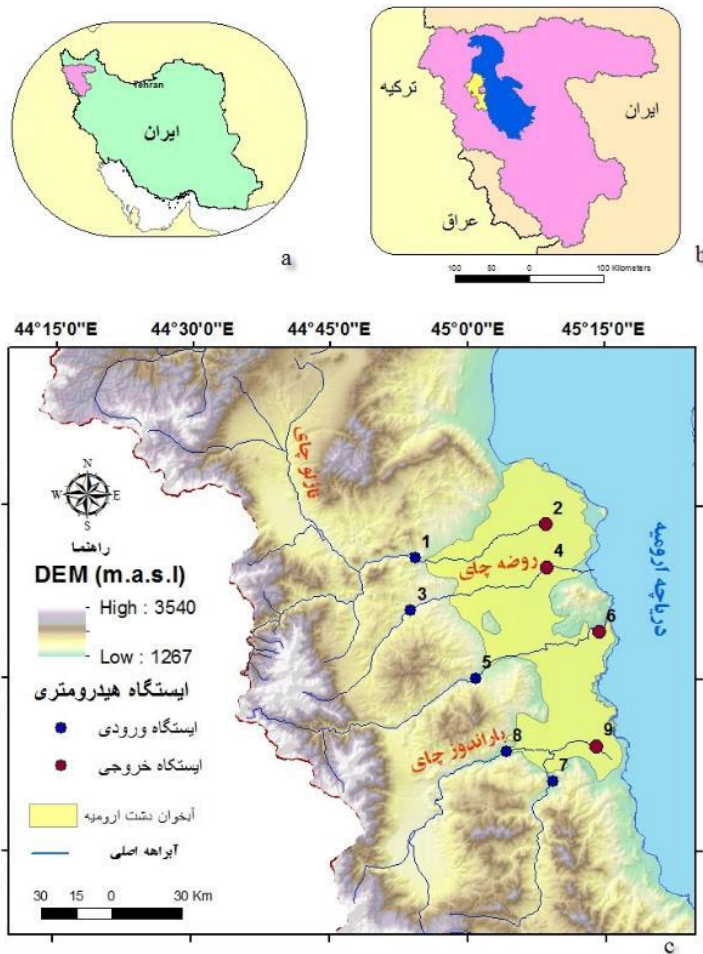 Tehran
ایران
a
ترکیه
ایران
عراق
b
100 50 0 100 Kilometers
44°15'0"E 44°30'0"E 44°45'0"E 45°0'0"E 45°15'0"E
نازلو چای
N
W E
S
راهنما
DEM (m.a.s.l)
High : 3540
Low : 1267
ایستگاه هیدرومتری
ایستگاه ورودی
ایستگاه خروجی
آبخوان دشت ارومیه
آبراهه اصلی
30 15 0 30 Km
1
2
روضه چای
4
3
دریاچه ارومیه
6
5
باراندوز چای
8
9
7
c